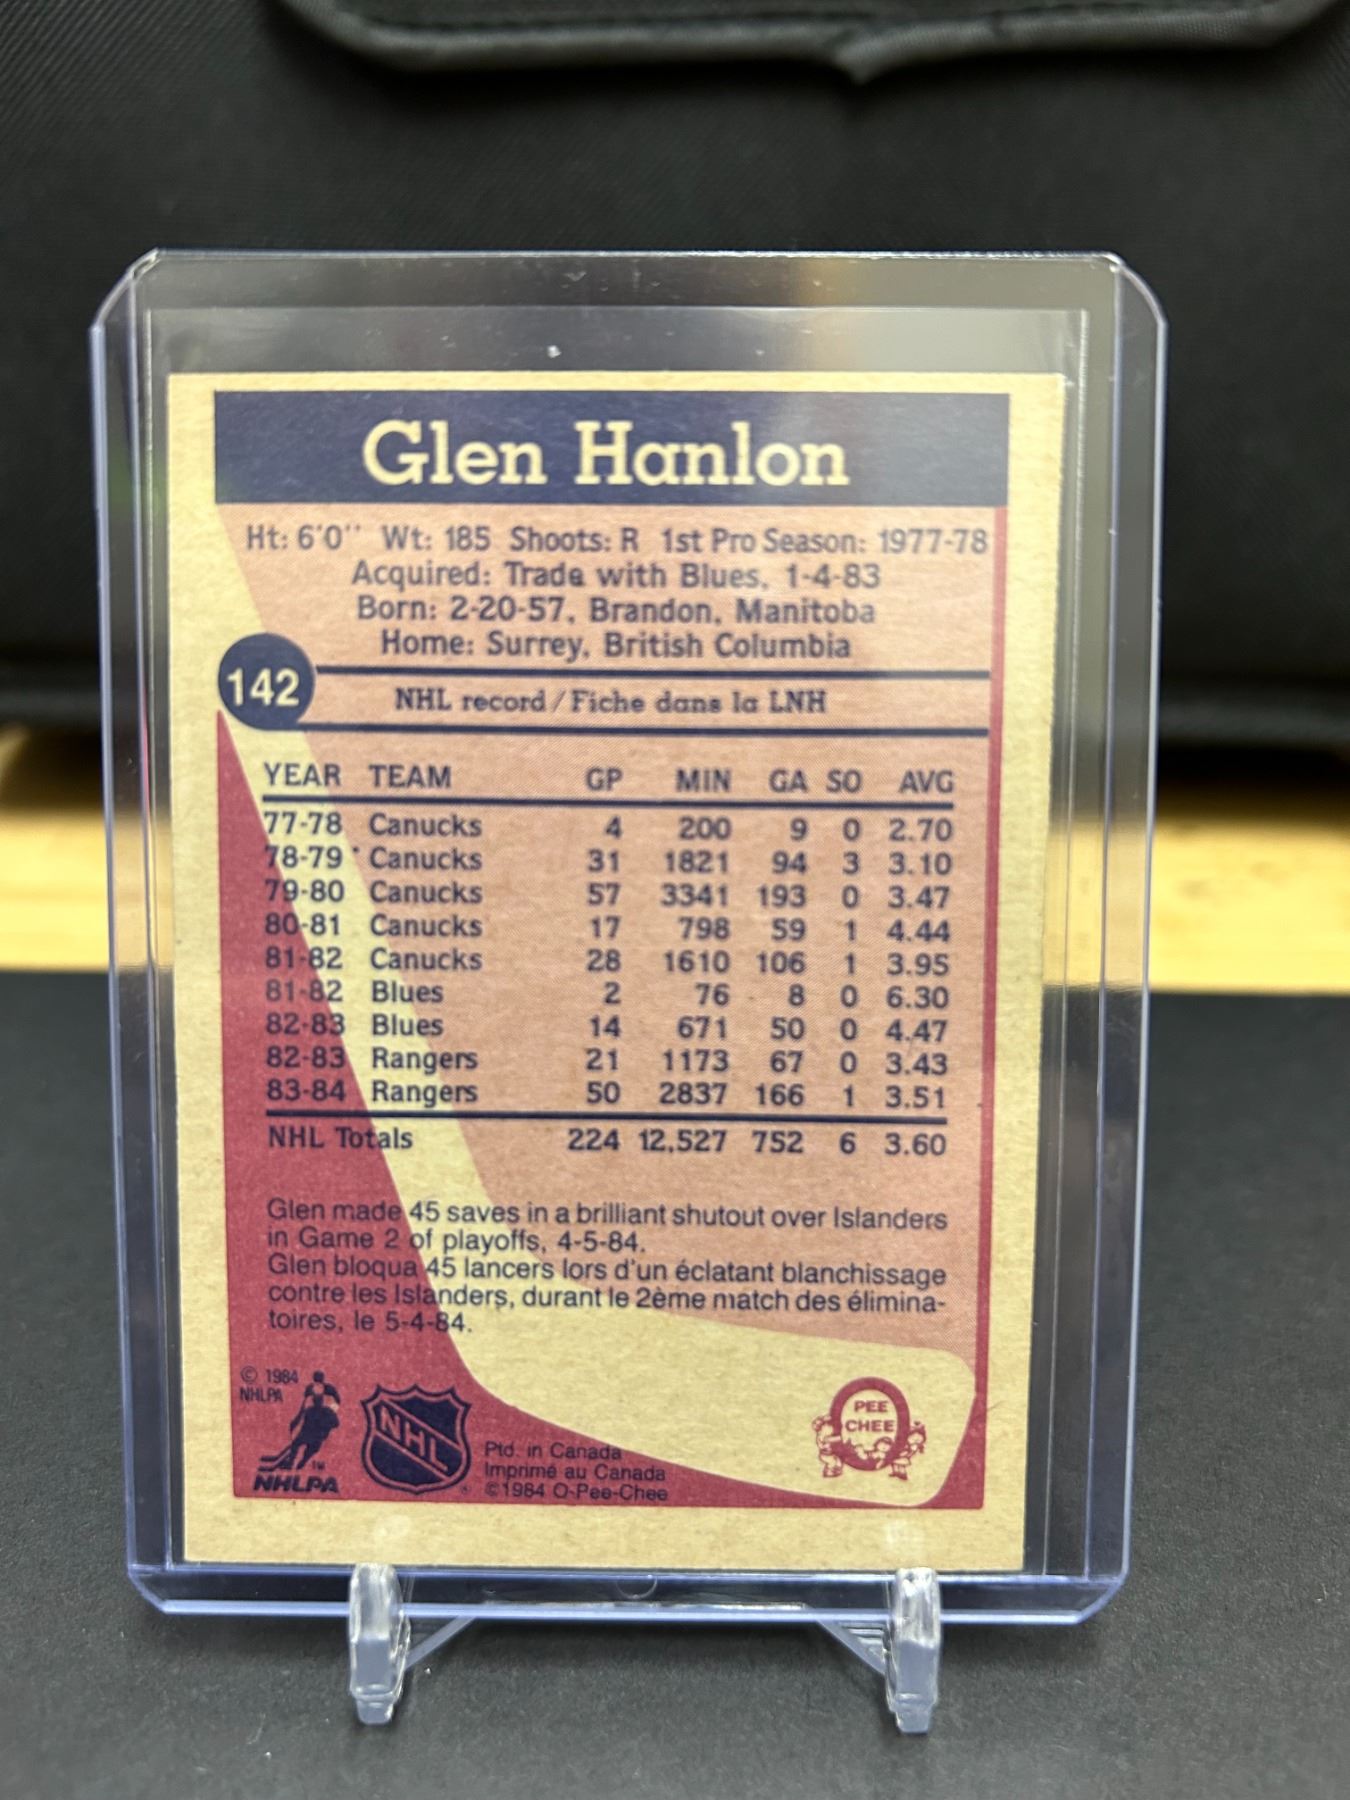 Glen Hanlon
Ht: 6'0'' Wt: 185 Shoots: R 1st Pro Season: 1977-78
Acquired: Trade with Blues, 1-4-83
Born: 2-20-57, Brandon, Manitoba
Home: Surrey, British Columbia
142
NHL record / Fiche dans la LNH
YEAR TEAM GP MIN GA SO AVG
77-78 Canucks 4 200 9 0 2.70
78-79 Canucks 31 1821 94 3 3.10
79-80 Canucks 57 3341 193 0 3.47
80-81 Canucks 17 798 59 1 4.44
81-82 Canucks 28 1610 106 1 3.95
81-82 Blues 2 76 8 0 6.30
82-83 Blues 14 671 50 0 4.47
82-83 Rangers 21 1173 67 0 3.43
83-84 Rangers 50 2837 166 1 3.51
NHL Totals 224 12,527 752 6 3.60
Glen made 45 saves in a brilliant shutout over Islanders
in Game 2 of playoffs, 4-5-84.
Glen bloqua 45 lancers lors d'un éclatant blanchissage
contre les Islanders, durant le 2ème match des élimina-
toires, le 5-4-84.
© 1984
NHLPA
TM
NHLPA
NHL
®
Ptd. in Canada
Imprimé au Canada
©1984 O-Pee-Chee
PEE
CHEE